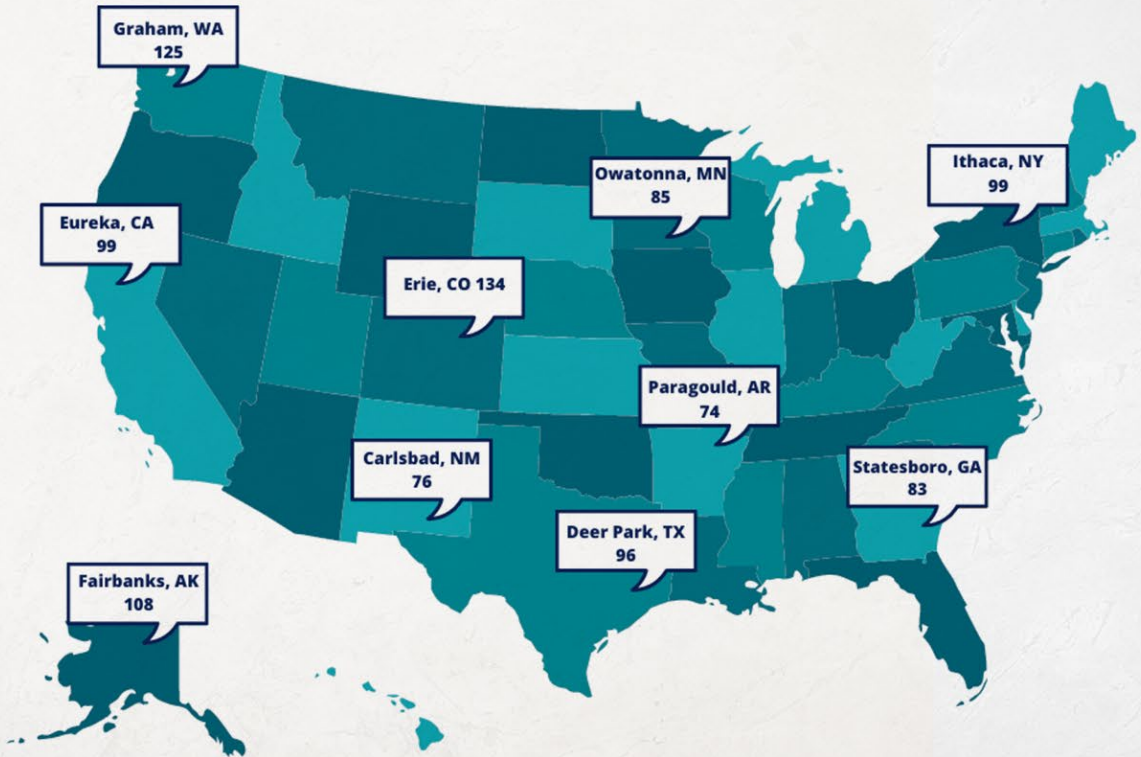 Graham, WA
125
Owatonna, MN
85
Ithaca, NY
99
Eureka, CA
99
Erie, CO 134
Paragould, AR
74
Carlsbad, NM
76
Statesboro, GA
83
Deer Park, TX
96
Fairbanks, AK
108